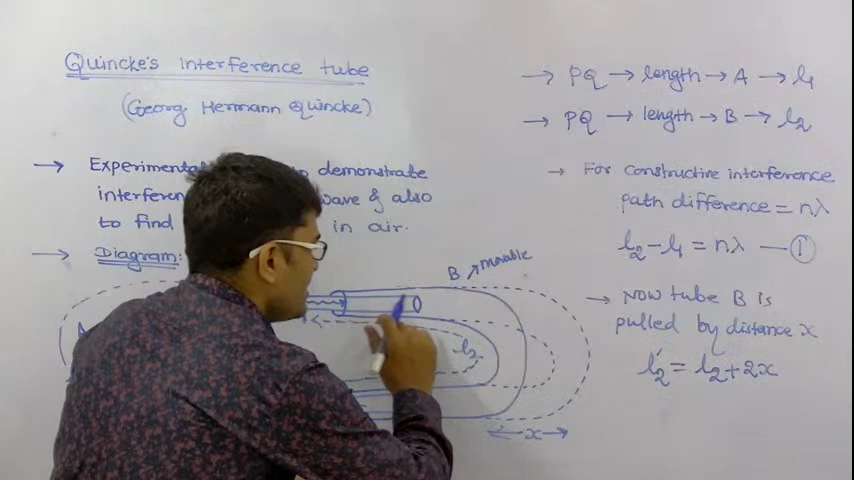 Quincke's interference tube
(Georg Hermann Quincke)
→ Experimental demonstrate
interferen wave & also
to find in air.
→ Diagram:
B movable
l₂
x
→ PQ → length → A → l₁
→ PQ → length → B → l₂
→ For constructive interference
path difference = nλ
l₂ - l₁ = nλ — ①
→ Now tube B is
pulled by distance x
l₂' = l₂ + 2x